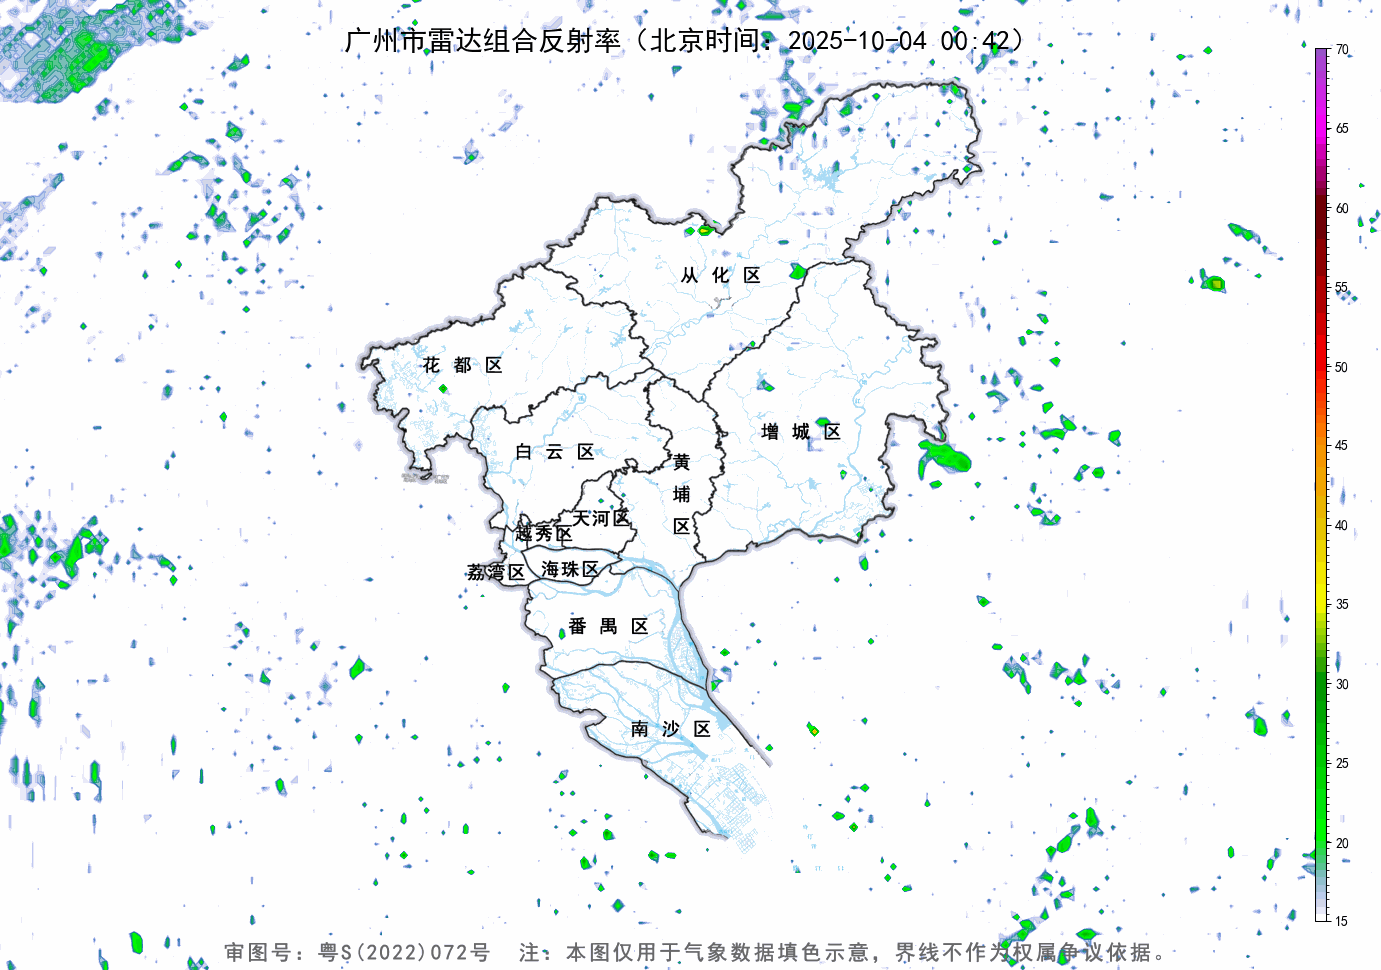 广州市雷达组合反射率（北京时间：2025-10-04 00:42）
70
65
60
55
50
45
40
35
30
25
20
15
从化区
花都区
增城区
白云区
黄埔区
天河区
越秀区
海珠区
荔湾区
番禺区
南沙区
审图号：粤S(2022)072号 注：本图仅用于气象数据填色示意，界线不作为权属争议依据。